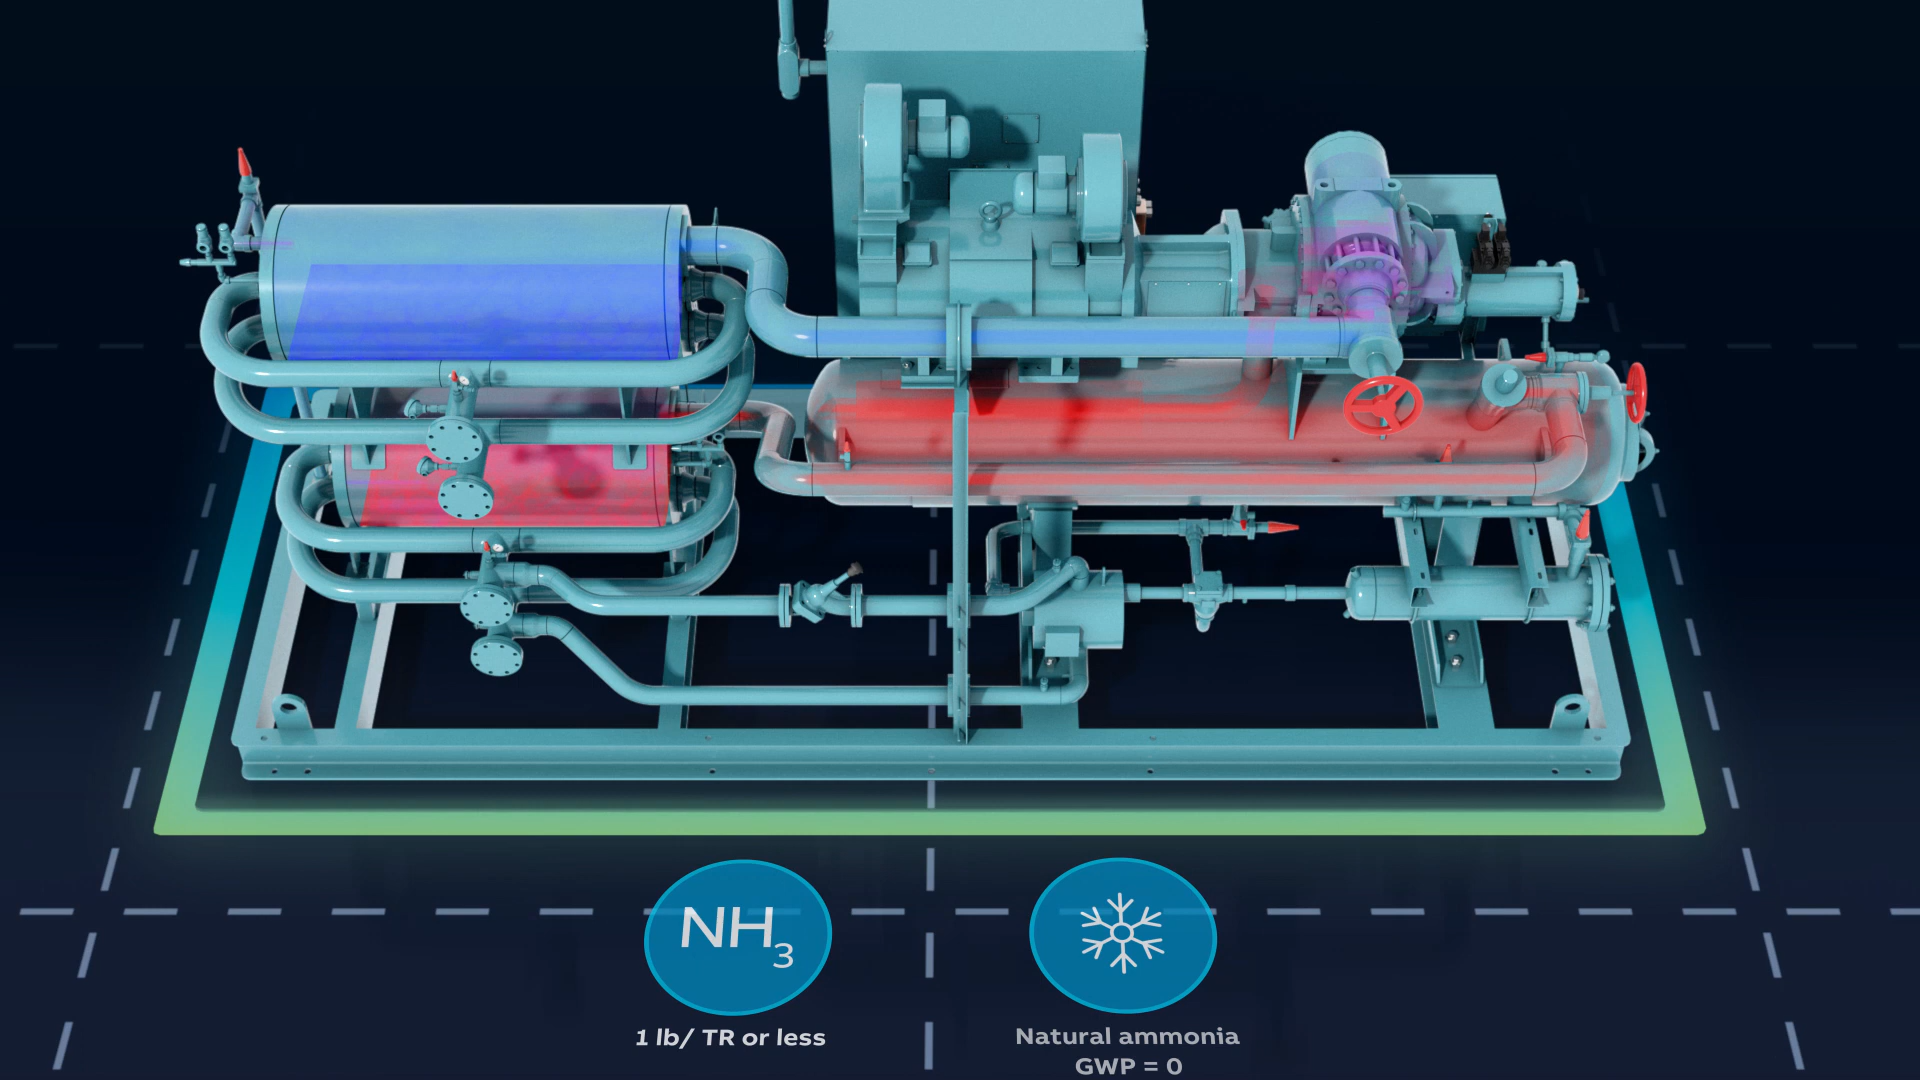 NH3
1 lb/ TR or less
Natural ammonia
GWP = 0